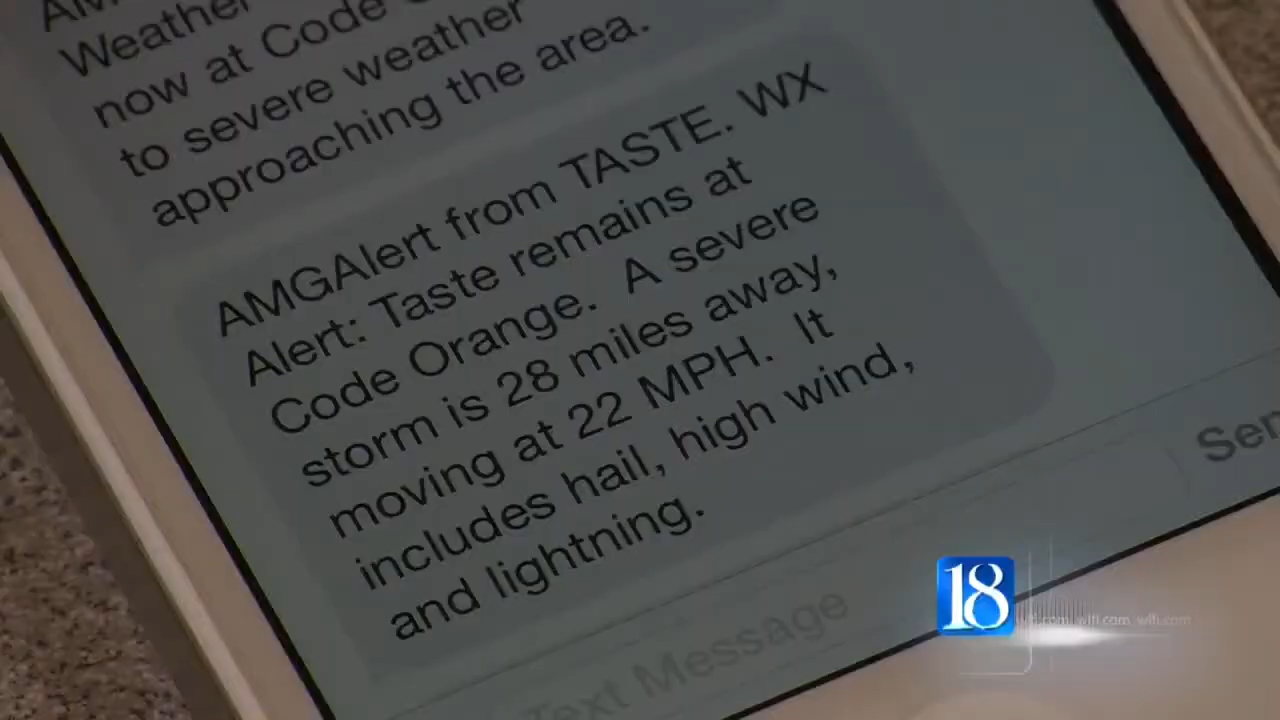 Weather
now at Code
to severe weather
approaching the area.
AMGAlert from TASTE. WX
Alert: Taste remains at
Code Orange.  A severe
storm is 28 miles away,
moving at 22 MPH.  It
includes hail, high wind,
and lightning.
Text Message
18
wlfi.com